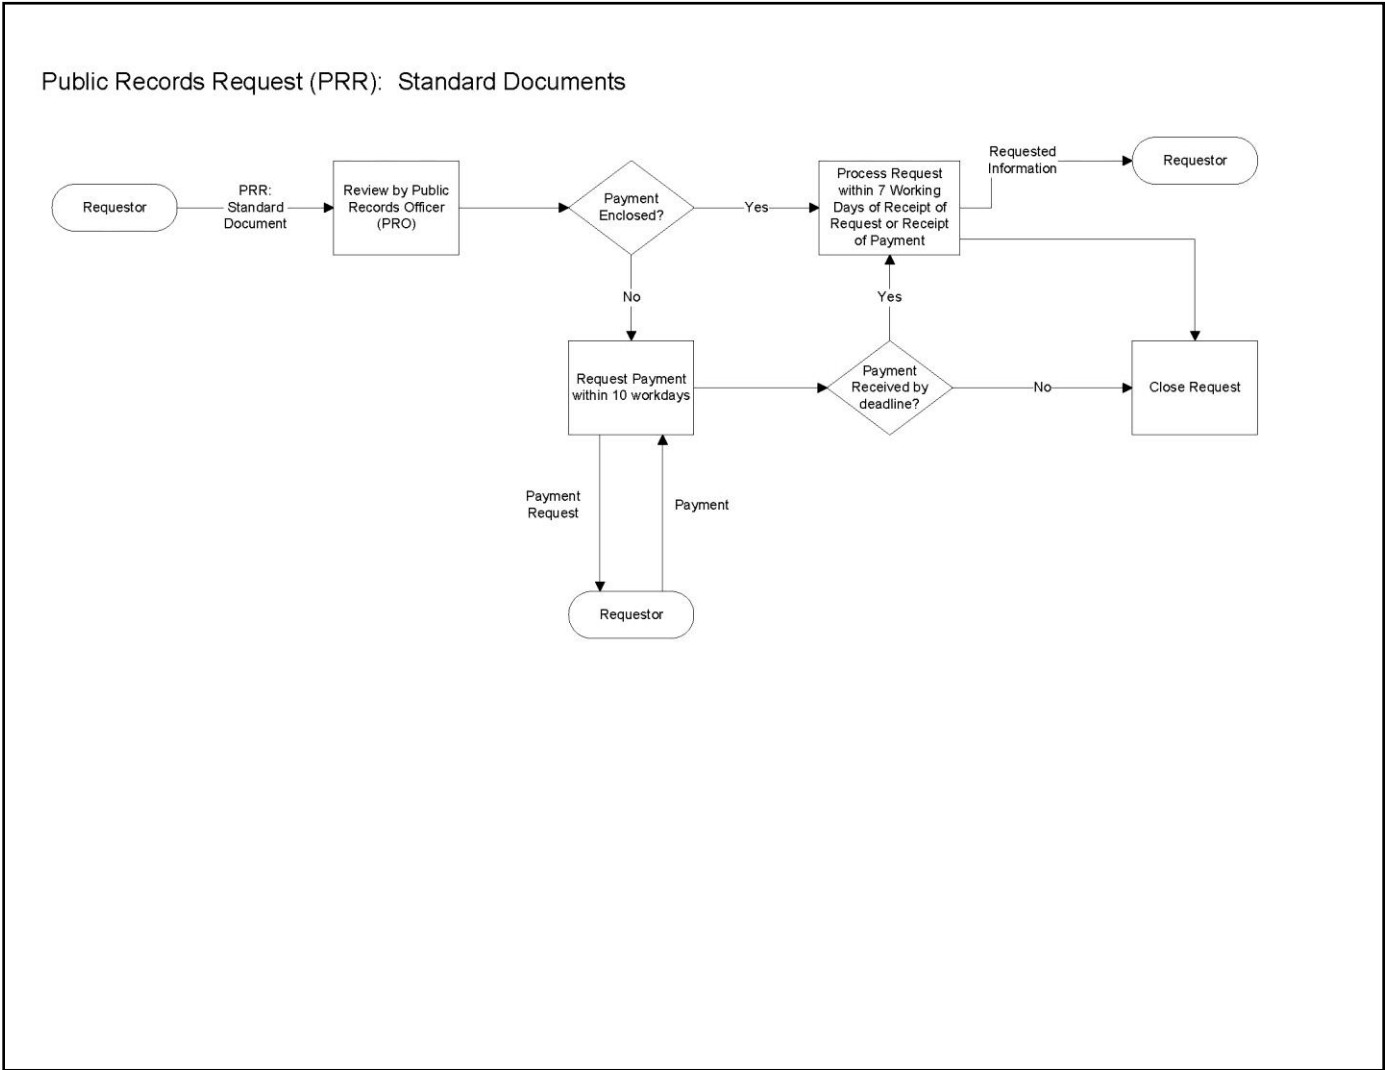 Public Records Request (PRR):  Standard Documents
Requestor
PRR:
Standard
Document
Review by Public
Records Officer
(PRO)
Payment
Enclosed?
Yes
Process Request
within 7 Working
Days of Receipt of
Request or Receipt
of Payment
Requested
Information
Requestor
No
Yes
Request Payment
within 10 workdays
Payment
Received by
deadline?
No
Close Request
Payment
Request
Payment
Requestor